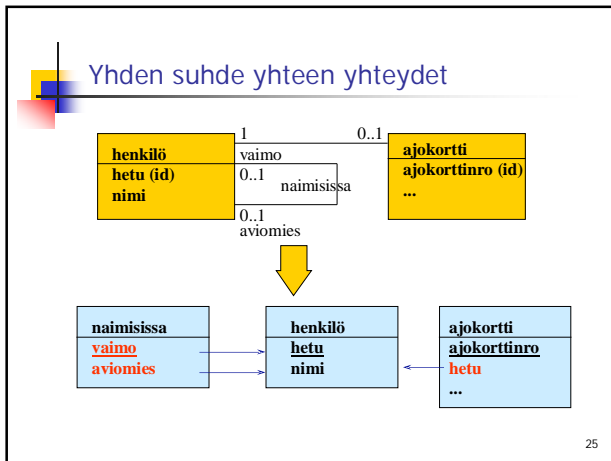 Yhden suhde yhteen yhteydet
1
0..1
henkilö
hetu (id)
nimi
vaimo
0..1
naimisissa
0..1
aviomies
ajokortti
ajokorttinro (id)
...
naimisissa
vaimo
aviomies
henkilö
hetu
nimi
ajokortti
ajokorttinro
hetu
...
25